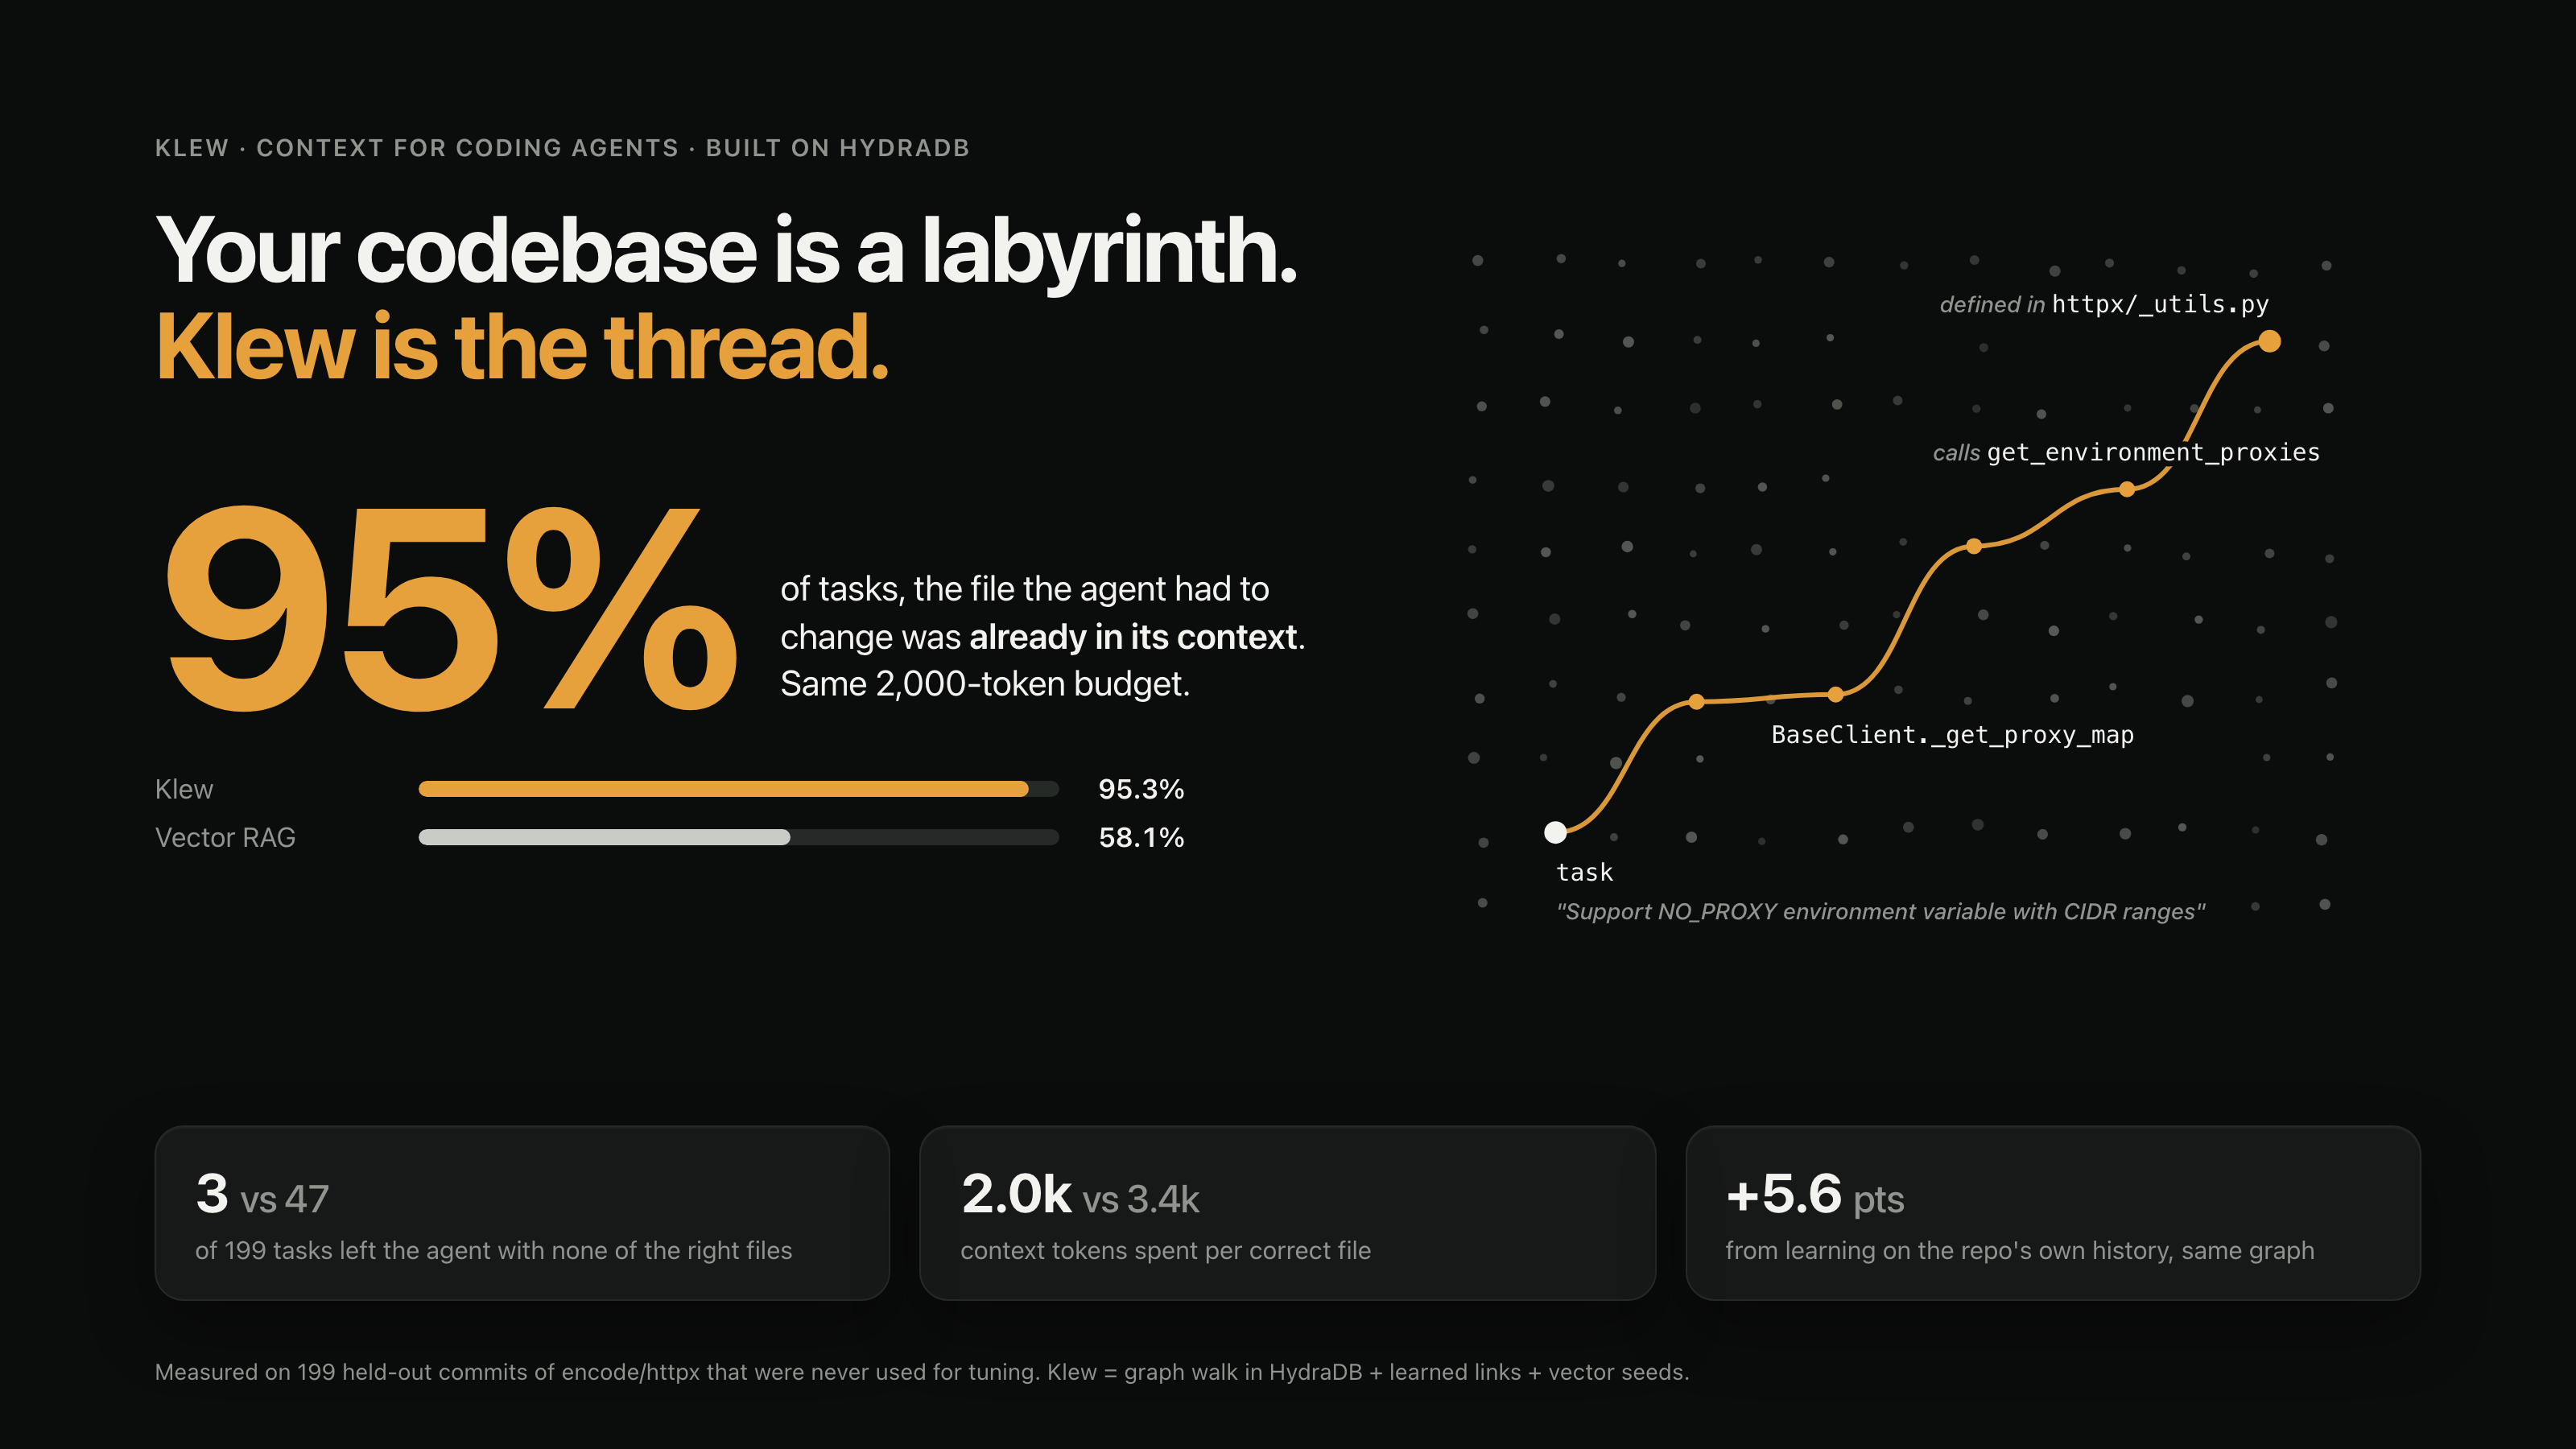 KLEW · CONTEXT FOR CODING AGENTS · BUILT ON HYDRADB
Your codebase is a labyrinth.
Klew is the thread.
95%
of tasks, the file the agent had to
change was already in its context.
Same 2,000-token budget.
Klew 95.3%
Vector RAG 58.1%
defined in httpx/_utils.py
calls get_environment_proxies
BaseClient._get_proxy_map
task
"Support NO_PROXY environment variable with CIDR ranges"
3 vs 47
of 199 tasks left the agent with none of the right files
2.0k vs 3.4k
context tokens spent per correct file
+5.6 pts
from learning on the repo's own history, same graph
Measured on 199 held-out commits of encode/httpx that were never used for tuning. Klew = graph walk in HydraDB + learned links + vector seeds.